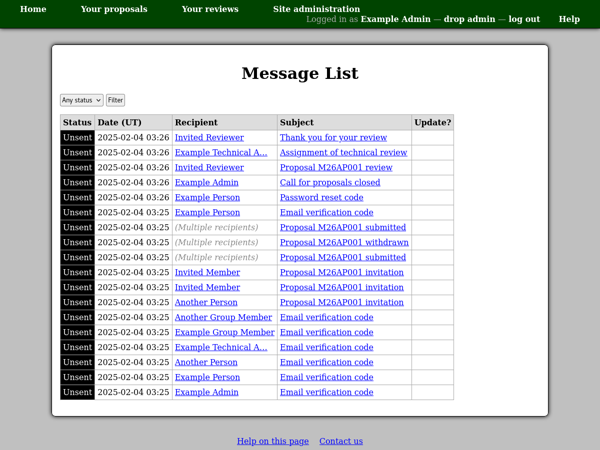 Home Your proposals Your reviews Site administration
Logged in as Example Admin — drop admin — log out Help
Message List
Any status Filter
Status Date (UT) Recipient Subject Update?
Unsent 2025-02-04 03:26 Invited Reviewer Thank you for your review
Unsent 2025-02-04 03:26 Example Technical A... Assignment of technical review
Unsent 2025-02-04 03:26 Invited Reviewer Proposal M26AP001 review
Unsent 2025-02-04 03:26 Example Admin Call for proposals closed
Unsent 2025-02-04 03:26 Example Person Password reset code
Unsent 2025-02-04 03:25 Example Person Email verification code
Unsent 2025-02-04 03:25 (Multiple recipients) Proposal M26AP001 submitted
Unsent 2025-02-04 03:25 (Multiple recipients) Proposal M26AP001 withdrawn
Unsent 2025-02-04 03:25 (Multiple recipients) Proposal M26AP001 submitted
Unsent 2025-02-04 03:25 Invited Member Proposal M26AP001 invitation
Unsent 2025-02-04 03:25 Invited Member Proposal M26AP001 invitation
Unsent 2025-02-04 03:25 Another Person Proposal M26AP001 invitation
Unsent 2025-02-04 03:25 Another Group Member Email verification code
Unsent 2025-02-04 03:25 Example Group Member Email verification code
Unsent 2025-02-04 03:25 Example Technical A... Email verification code
Unsent 2025-02-04 03:25 Another Person Email verification code
Unsent 2025-02-04 03:25 Example Person Email verification code
Unsent 2025-02-04 03:25 Example Admin Email verification code
Help on this page Contact us